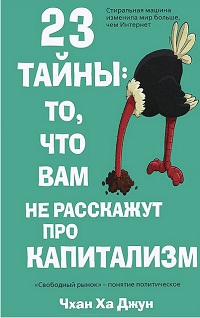 23
Стиральная машина
изменила мир больше,
чем Интернет
ТАЙНЫ:
ТО,
ЧТО
ВАМ
НЕ РАССКАЖУТ
ПРО
КАПИТАЛИЗМ
«Свободный рынок» – понятие политическое
Чхан Ха Джун